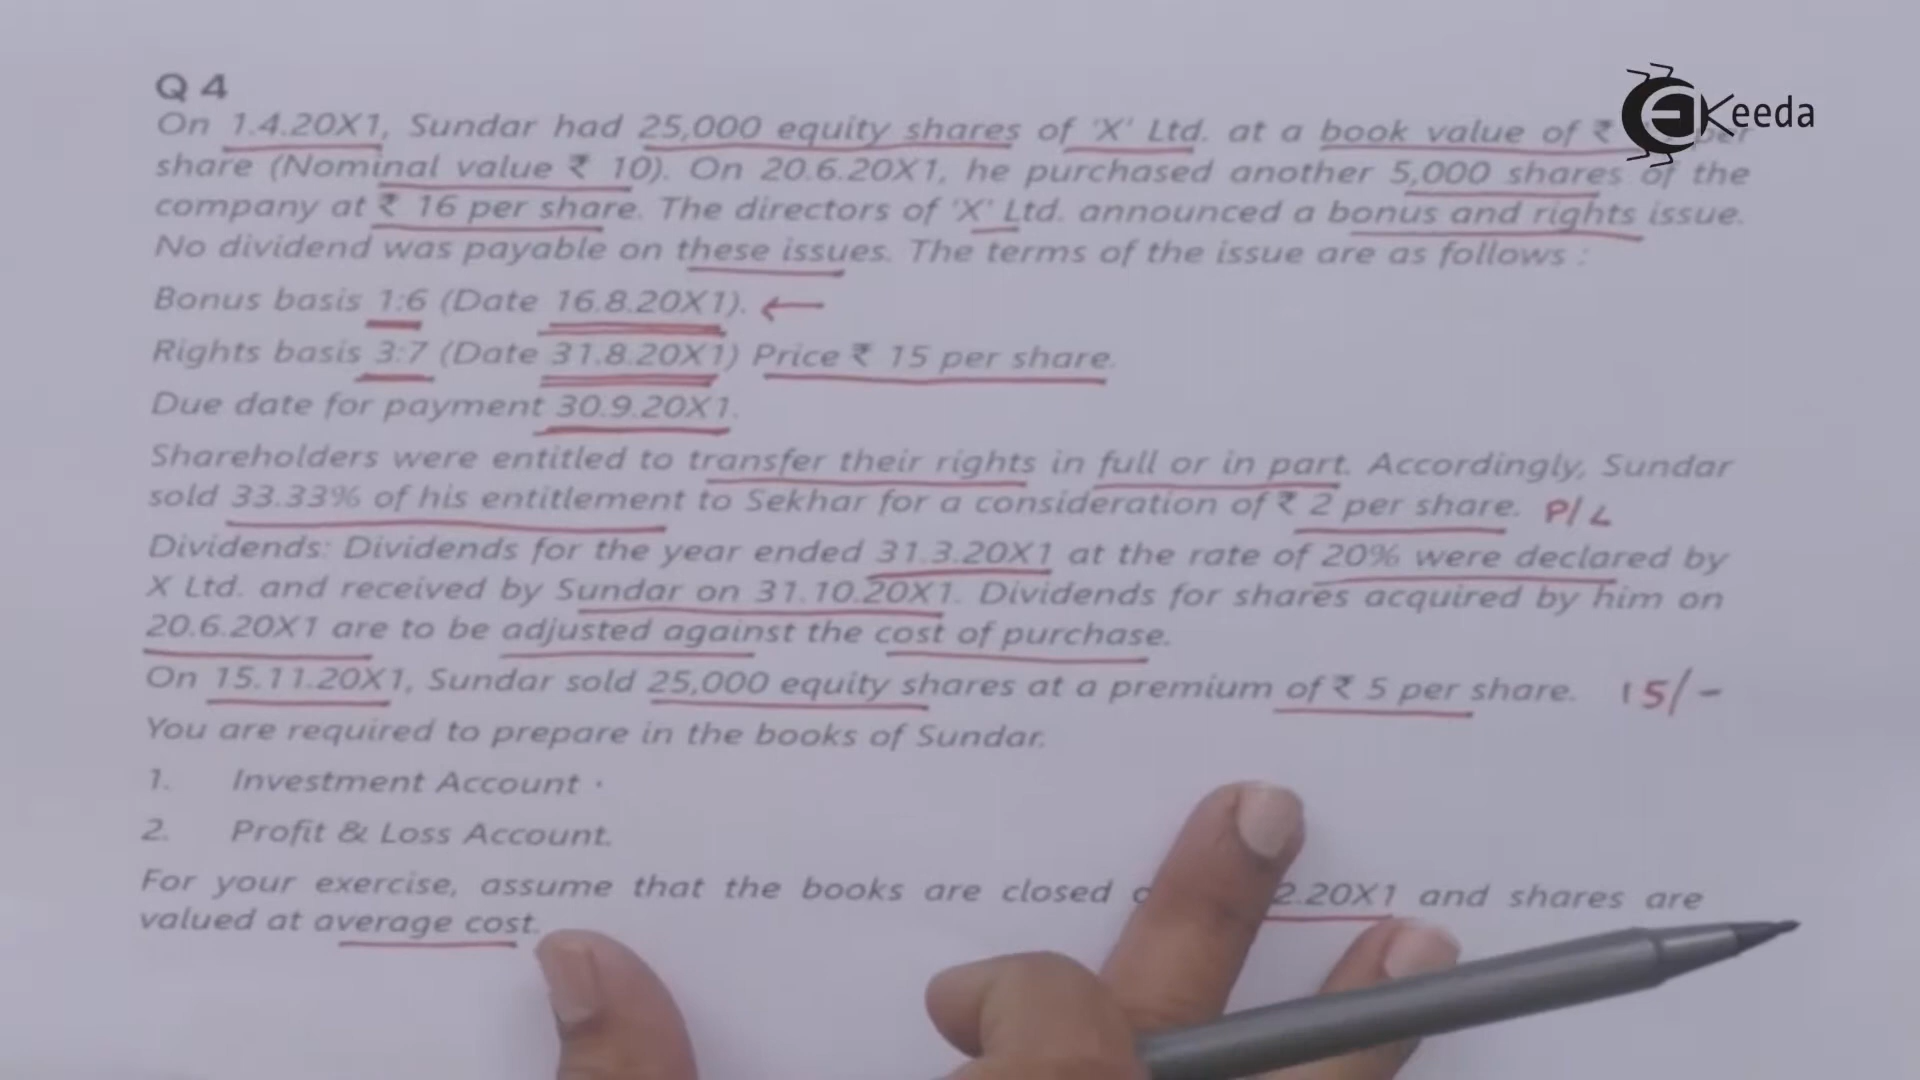 Q 4
On 1.4.20X1, Sundar had 25,000 equity shares of 'X' Ltd. at a book value of ₹ per
share (Nominal value ₹ 10). On 20.6.20X1, he purchased another 5,000 shares of the
company at ₹ 16 per share. The directors of 'X' Ltd. announced a bonus and rights issue.
No dividend was payable on these issues. The terms of the issue are as follows :
Bonus basis 1:6 (Date 16.8.20X1). ←
Rights basis 3:7 (Date 31.8.20X1) Price ₹ 15 per share.
Due date for payment 30.9.20X1.
Shareholders were entitled to transfer their rights in full or in part. Accordingly, Sundar
sold 33.33% of his entitlement to Sekhar for a consideration of ₹ 2 per share. P/L
Dividends: Dividends for the year ended 31.3.20X1 at the rate of 20% were declared by
X Ltd. and received by Sundar on 31.10.20X1. Dividends for shares acquired by him on
20.6.20X1 are to be adjusted against the cost of purchase.
On 15.11.20X1, Sundar sold 25,000 equity shares at a premium of ₹ 5 per share. 15/-
You are required to prepare in the books of Sundar.
1. Investment Account
2. Profit & Loss Account.
For your exercise, assume that the books are closed 2.20X1 and shares are
valued at average cost.
Keeda